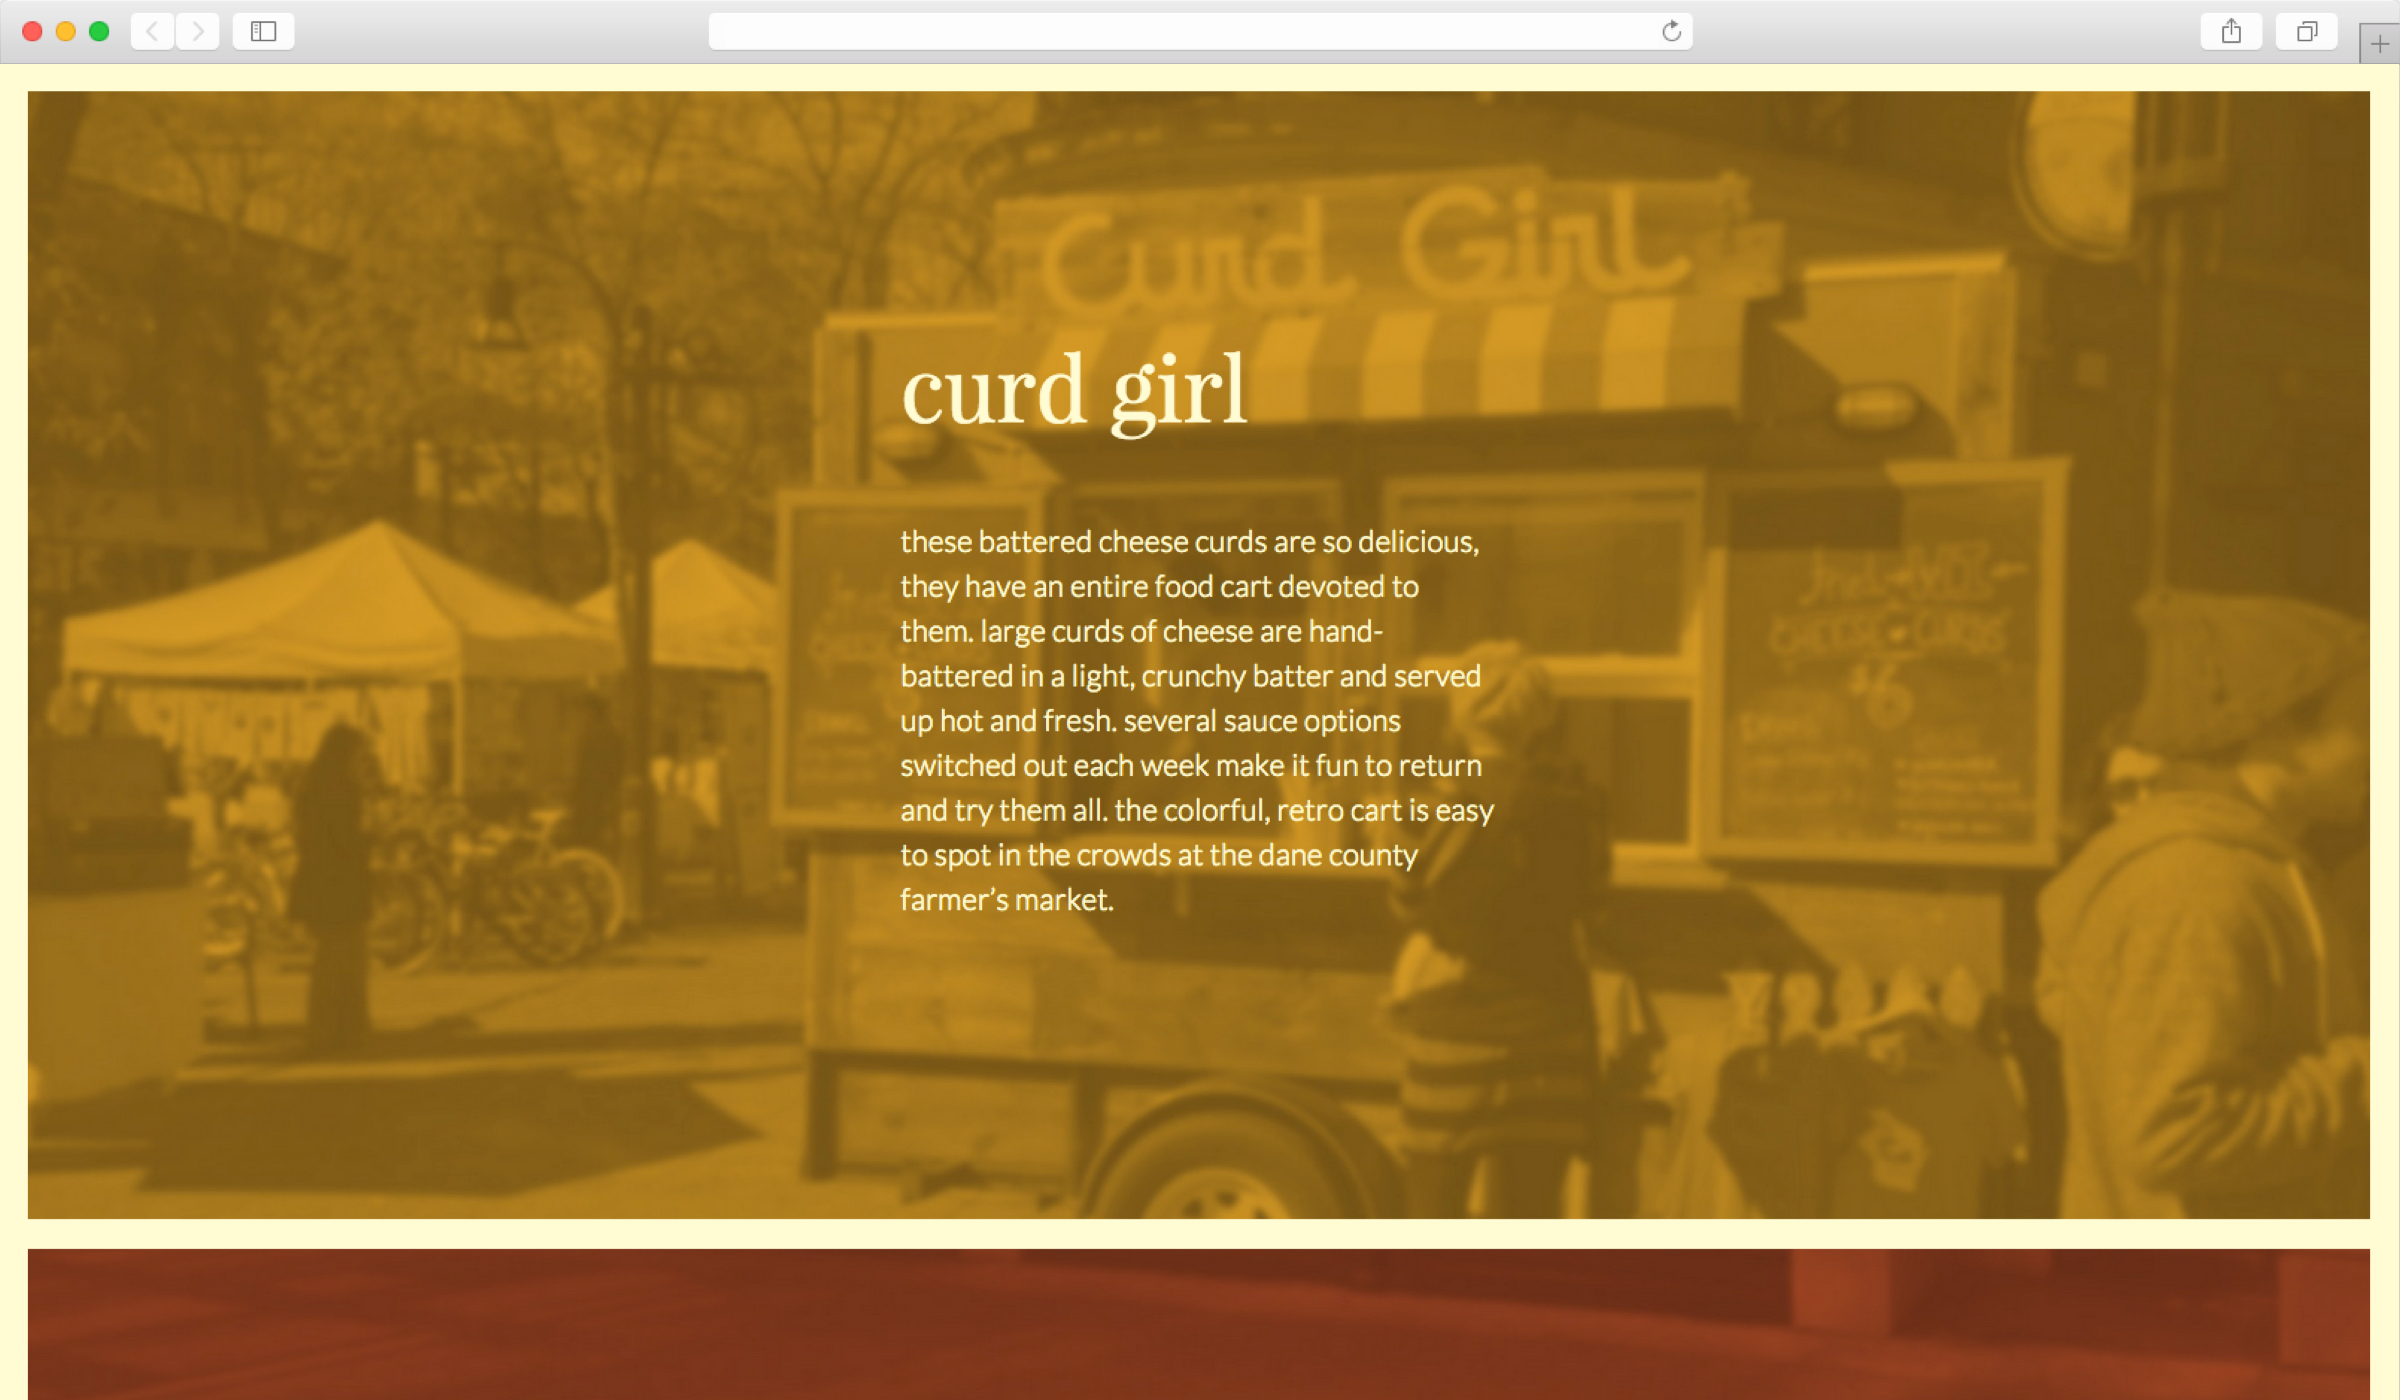 Curd Girl
curd girl
these battered cheese curds are so delicious,
they have an entire food cart devoted to
them. large curds of cheese are hand-
battered in a light, crunchy batter and served
up hot and fresh. several sauce options
switched out each week make it fun to return
and try them all. the colorful, retro cart is easy
to spot in the crowds at the dane county
farmer’s market.
CHEESE CURDS
$6